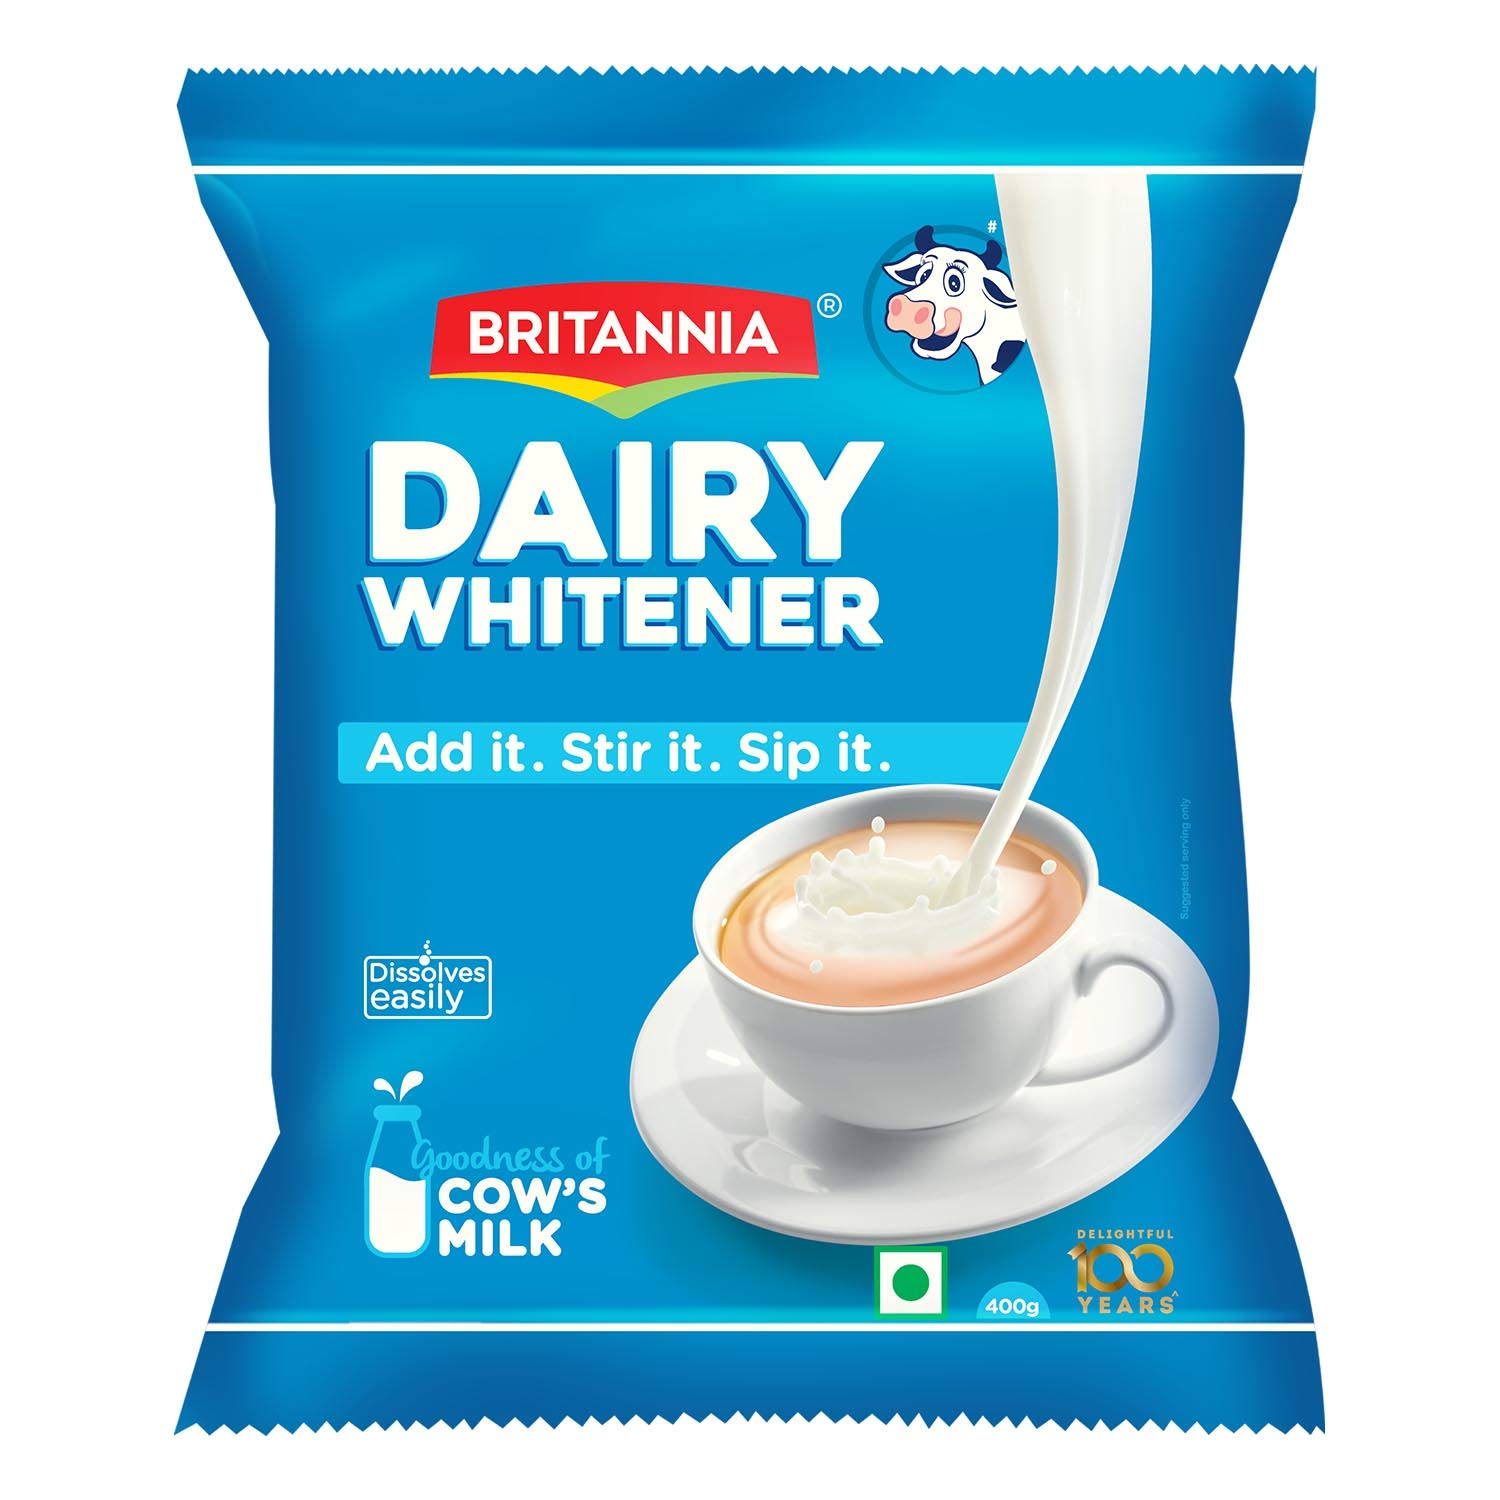 #
BRITANNIA®
DAIRY
WHITENER
Add it. Stir it. Sip it.
Suggested serving only
Dissolves
easily
Goodness of
COW'S
MILK
DELIGHTFUL
100
YEARS^
400g